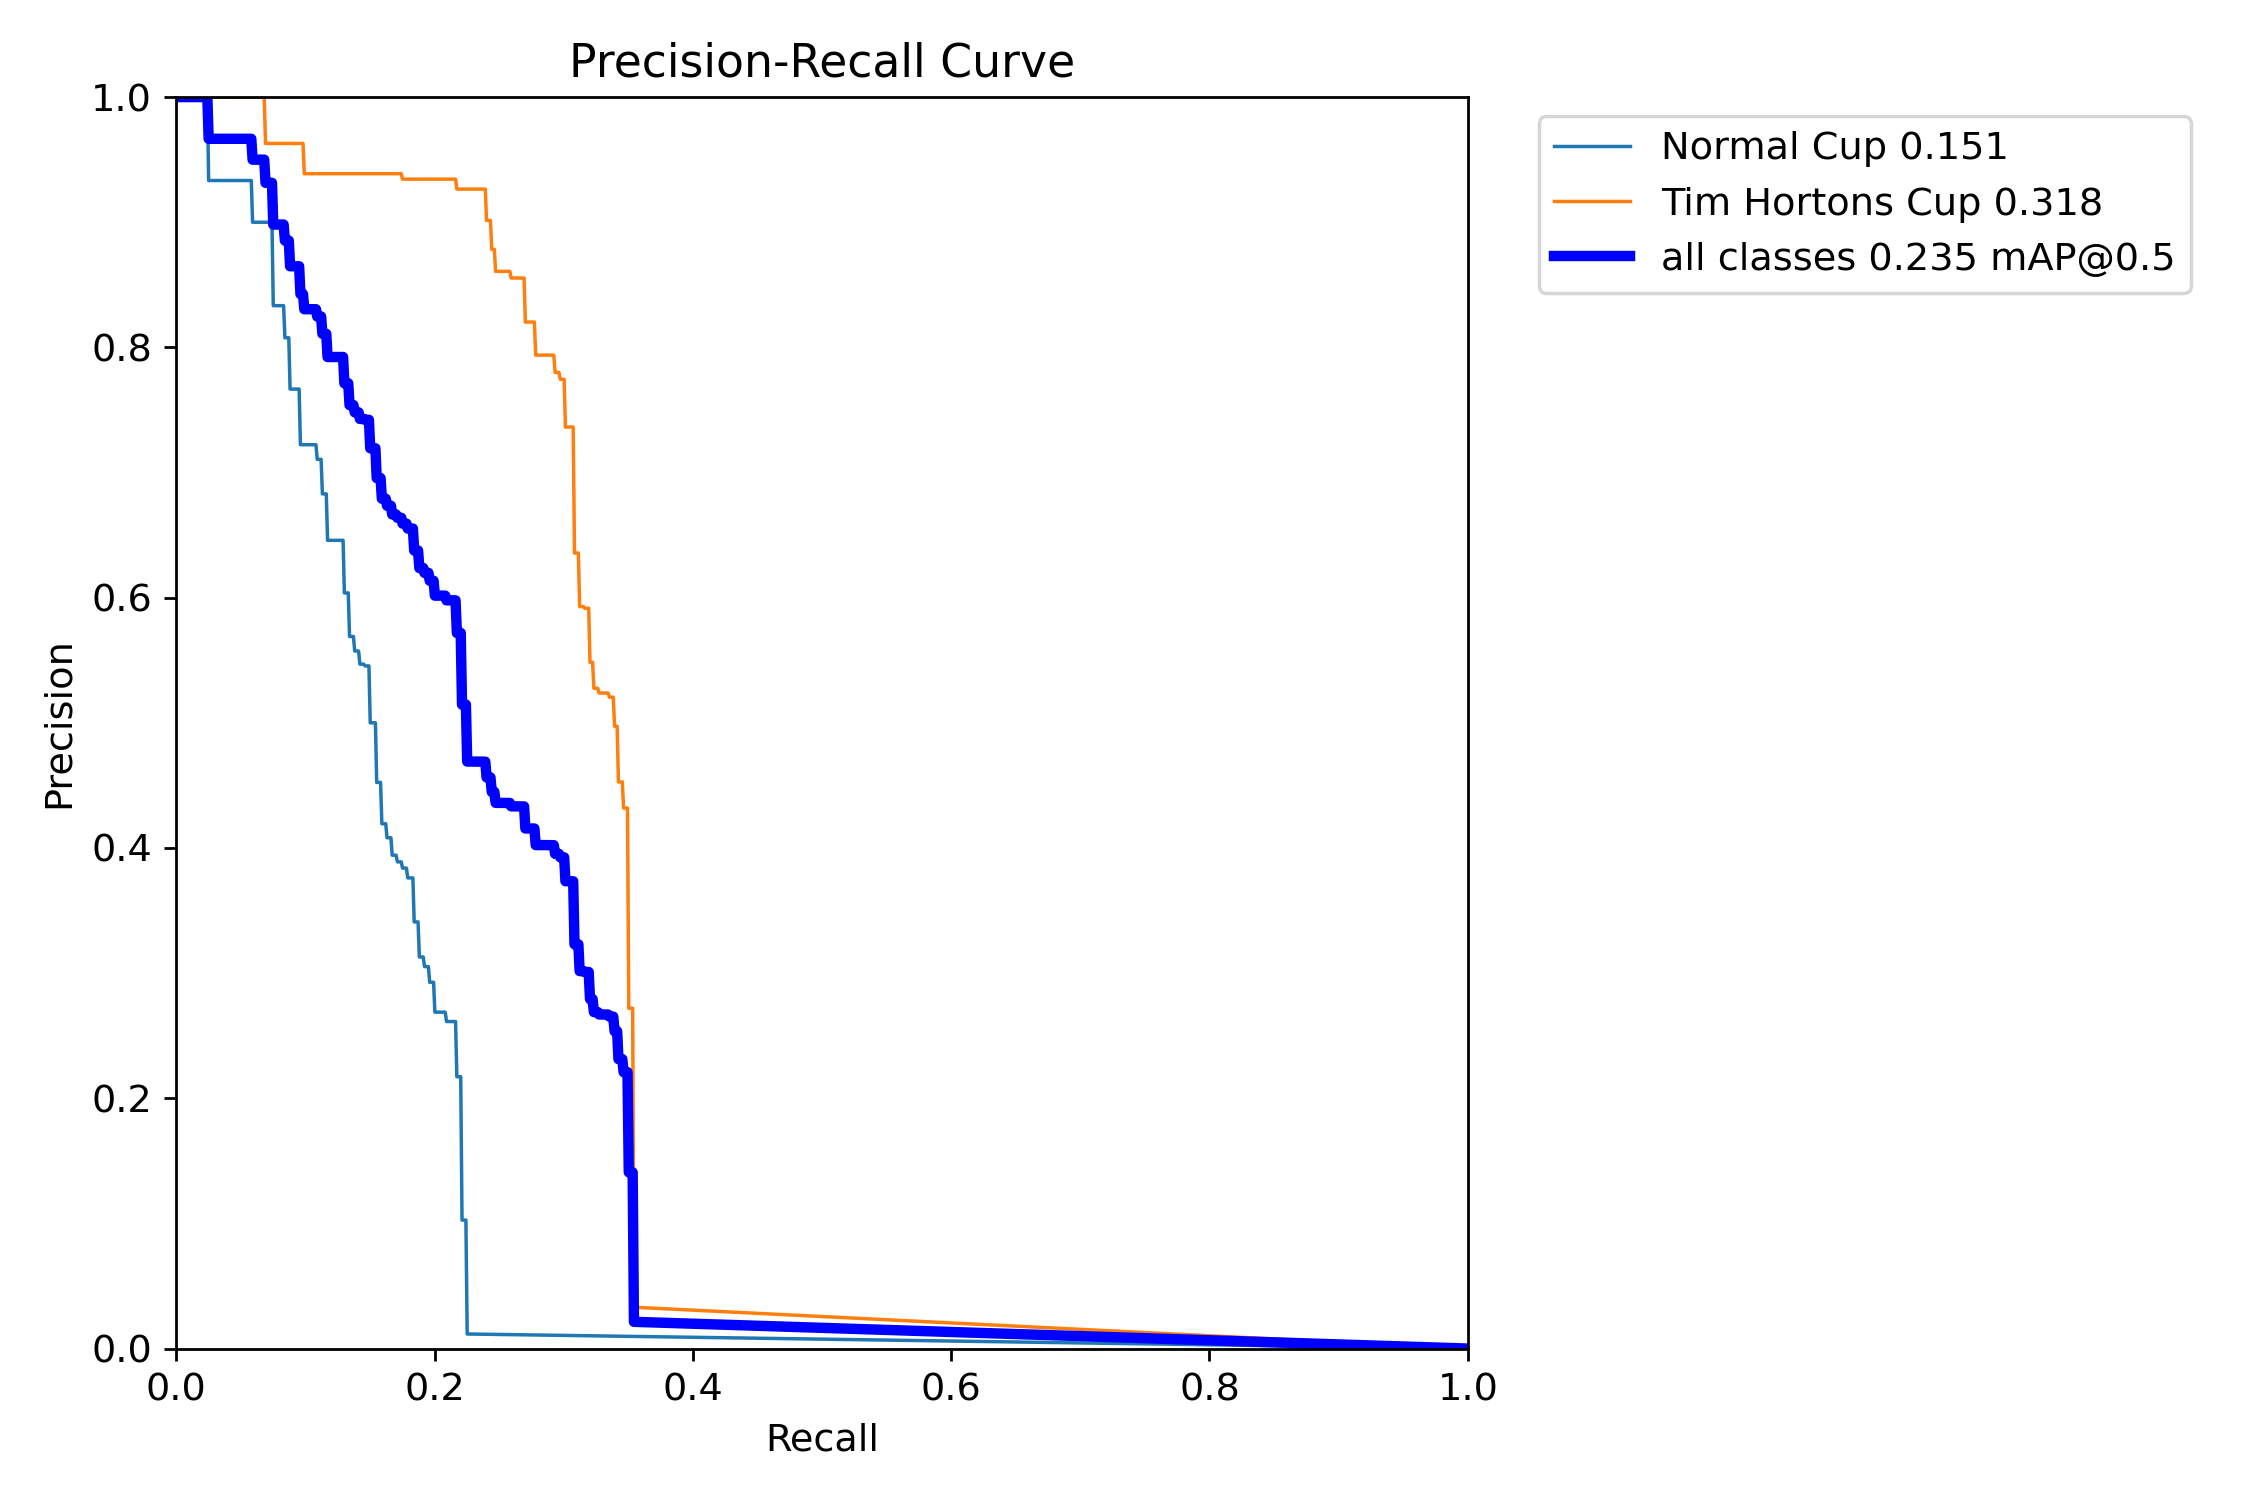 Precision-Recall Curve
1.0
0.8
0.6
0.4
0.2
0.0
Precision
0.0 0.2 0.4 0.6 0.8 1.0
Recall
Normal Cup 0.151
Tim Hortons Cup 0.318
all classes 0.235 mAP@0.5